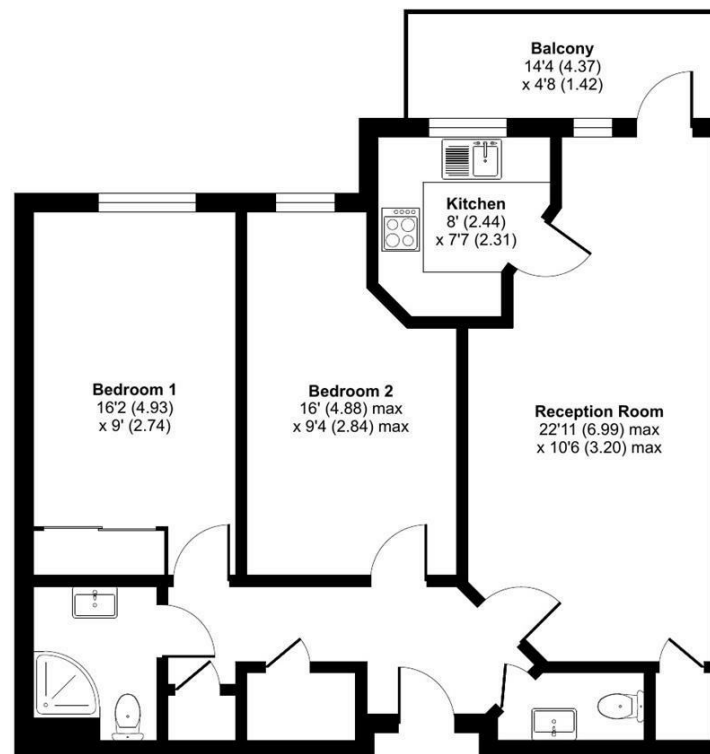 Balcony
14'4 (4.37)
x 4'8 (1.42)
Kitchen
8' (2.44)
x 7'7 (2.31)
Bedroom 1
16'2 (4.93)
x 9' (2.74)
Bedroom 2
16' (4.88) max
x 9'4 (2.84) max
Reception Room
22'11 (6.99) max
x 10'6 (3.20) max